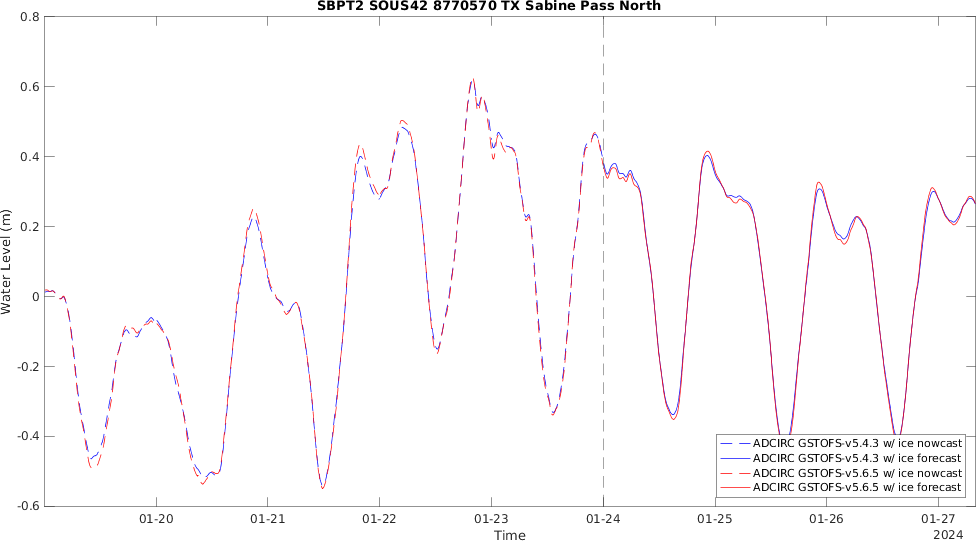 SBPT2 SOUS42 8770570 TX Sabine Pass North
0.8
0.6
0.4
0.2
0
-0.2
-0.4
-0.6
Water Level (m)
ADCIRC GSTOFS-v5.4.3 w/ ice nowcast
ADCIRC GSTOFS-v5.4.3 w/ ice forecast
ADCIRC GSTOFS-v5.6.5 w/ ice nowcast
ADCIRC GSTOFS-v5.6.5 w/ ice forecast
01-20 01-21 01-22 01-23 01-24 01-25 01-26 01-27
Time
2024